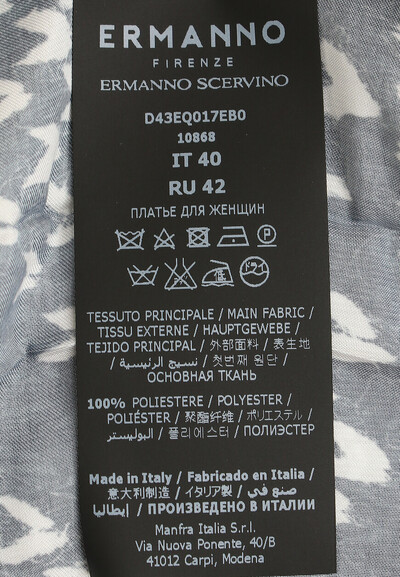 ERMANNO
FIRENZE
ERMANNO SCERVINO
D43EQ017EB0
10868
IT 40
RU 42
ПЛАТЬЕ ДЛЯ ЖЕНЩИН
TESSUTO PRINCIPALE / MAIN FABRIC /
TISSU EXTERNE / HAUPTGEWEBE /
TEJIDO PRINCIPAL / 外部面料 / 表生地
/ نسيج الرئيسية / 첫번째 원단 /
ОСНОВНАЯ ТКАНЬ
100% POLIESTERE / POLYESTER /
POLIÉSTER / 聚酯纤维 / ポリエステル /
البوليستر / 폴리에스터 / ПОЛИЭСТЕР
Made in Italy / Fabricado en Italia /
意大利制造 / イタリア製 / صنع في
إيطاليا / ПРОИЗВЕДЕНО В ИТАЛИИ
Manfra Italia S.r.l.
Via Nuova Ponente, 40/B
41012 Carpi, Modena